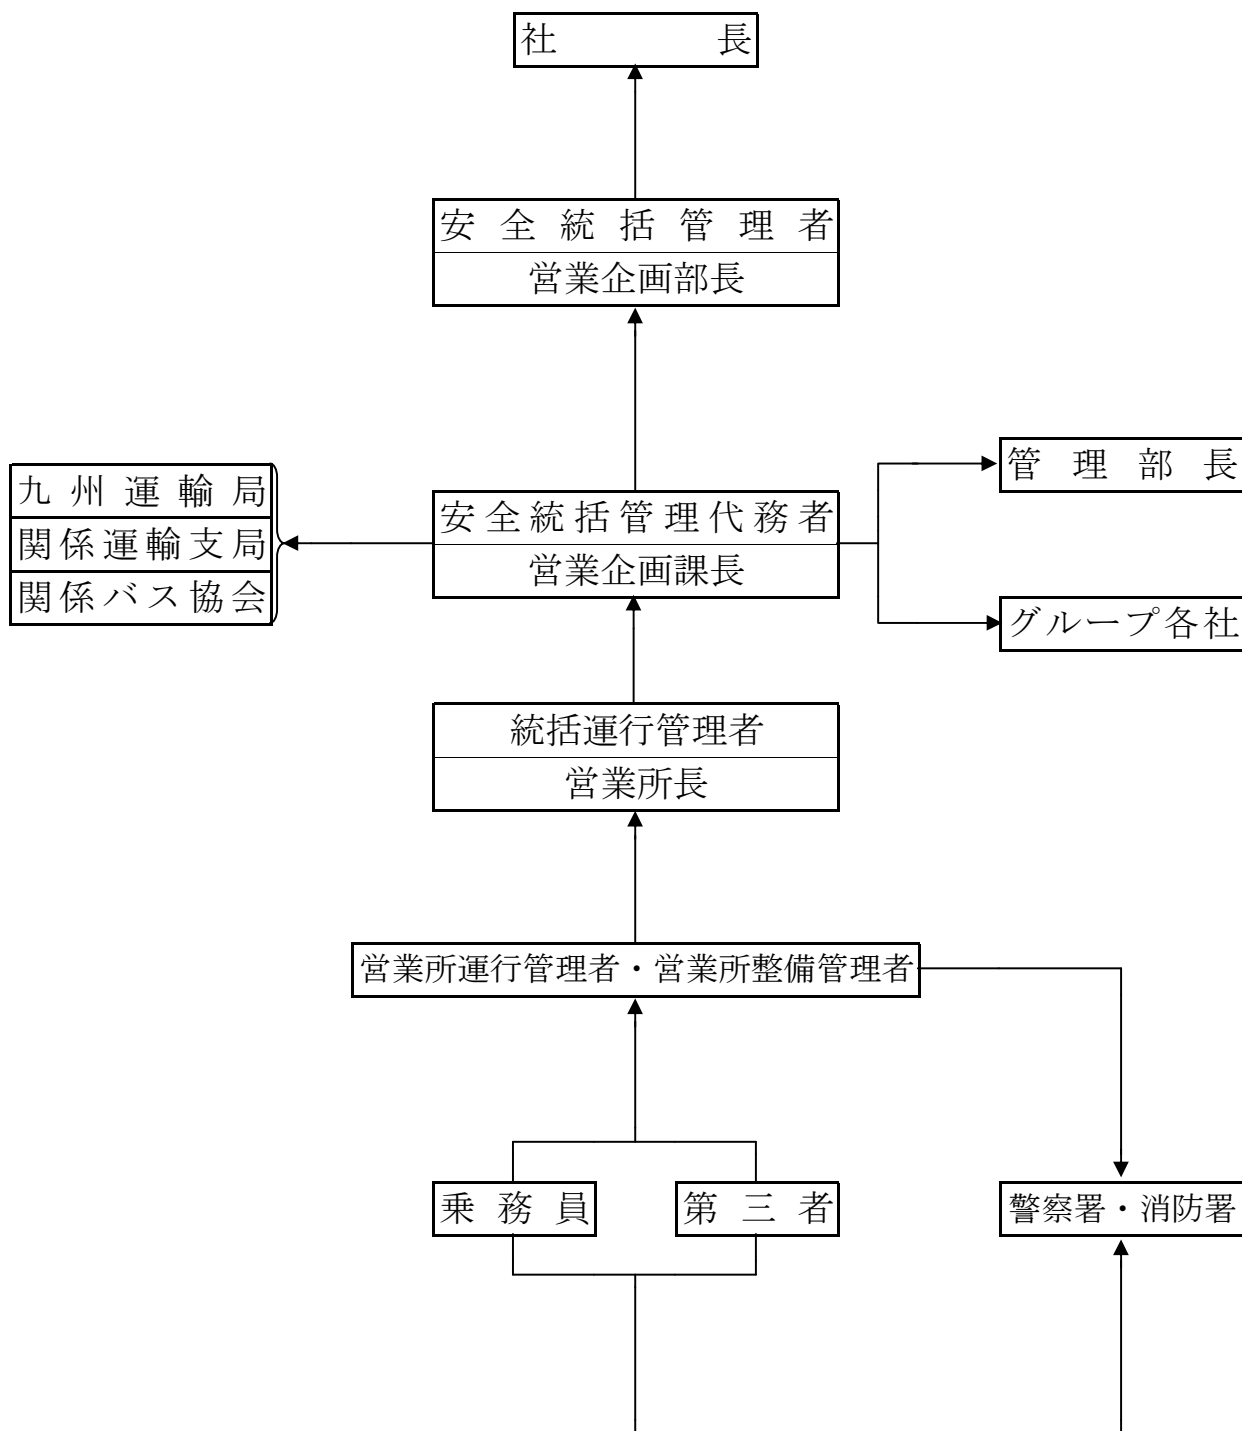 社長
安全統括管理者
営業企画部長
管理部長
九州運輸局
関係運輸支局
関係バス協会
安全統括管理代務者
営業企画課長
グループ各社
統括運行管理者
営業所長
営業所運行管理者・営業所整備管理者
乗務員
第三者
警察署・消防署